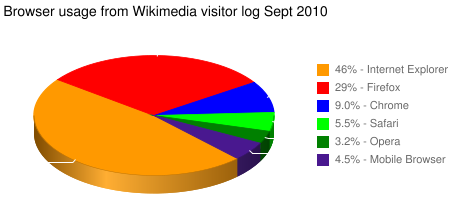 Browser usage from Wikimedia visitor log Sept 2010
46% - Internet Explorer
29% - Firefox
9.0% - Chrome
5.5% - Safari
3.2% - Opera
4.5% - Mobile Browser